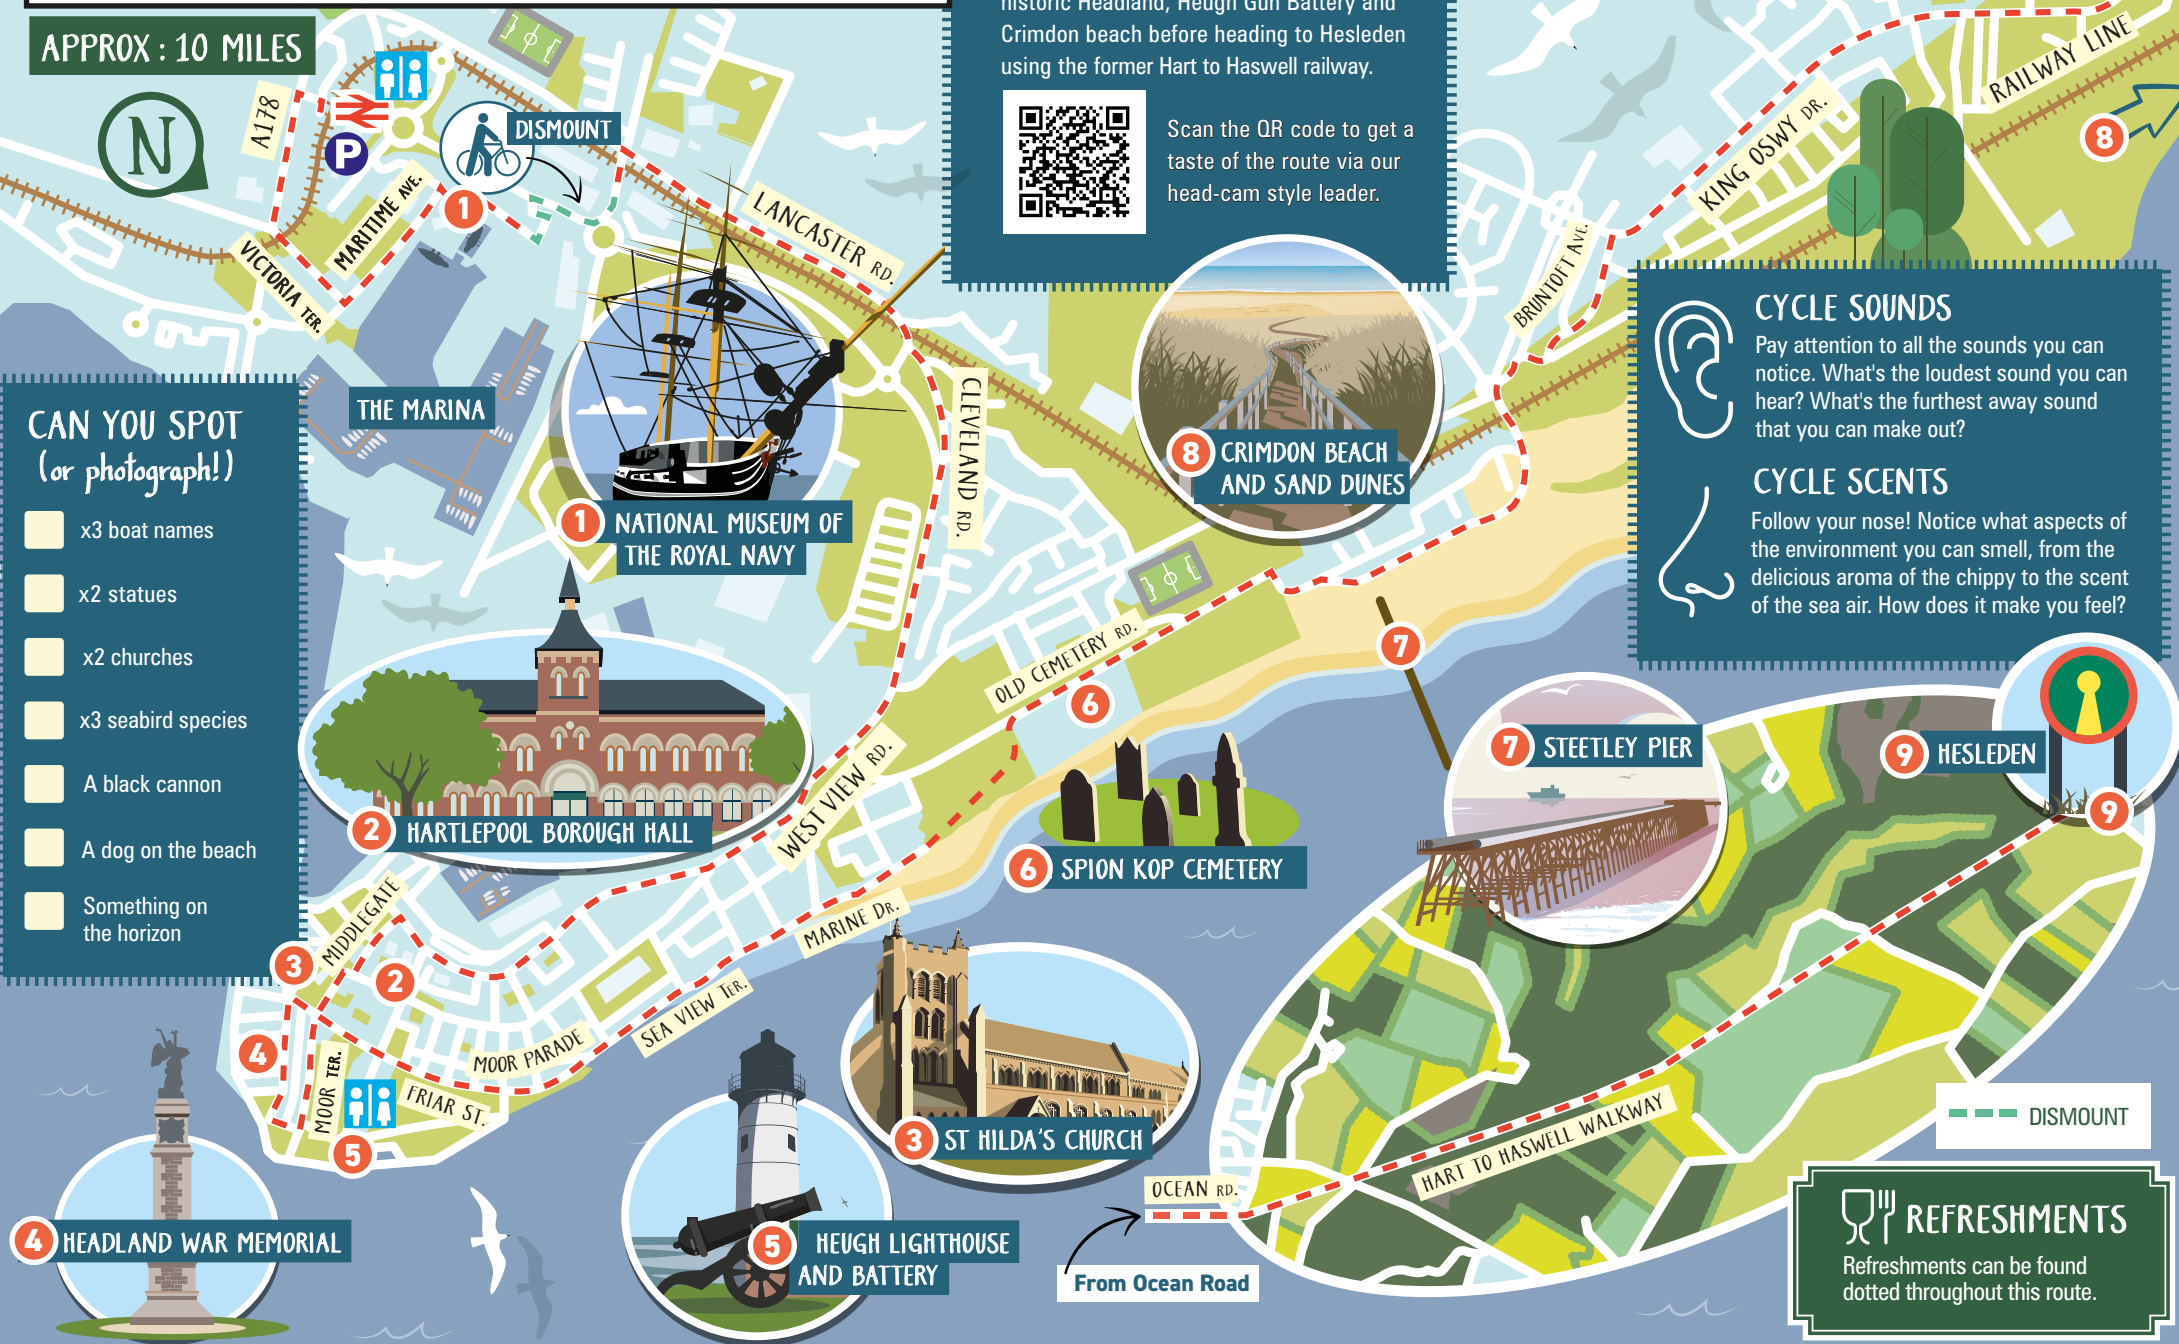 historic Headland, Heugh Gun Battery and
Crimdon beach before heading to Hesleden
using the former Hart to Haswell railway.
Scan the QR code to get a
taste of the route via our
head-cam style leader.
APPROX : 10 MILES
N
A178
P
DISMOUNT
1
MARITIME AVE.
VICTORIA TER.
LANCASTER RD.
CLEVELAND RD.
KING OSWY DR.
RAILWAY LINE
8
BRUNTOFT AVE.
THE MARINA
CAN YOU SPOT
(or photograph!)
x3 boat names
x2 statues
x2 churches
x3 seabird species
A black cannon
A dog on the beach
Something on
the horizon
1 NATIONAL MUSEUM OF
THE ROYAL NAVY
8 CRIMDON BEACH
AND SAND DUNES
CYCLE SOUNDS
Pay attention to all the sounds you can
notice. What's the loudest sound you can
hear? What's the furthest away sound
that you can make out?
CYCLE SCENTS
Follow your nose! Notice what aspects of
the environment you can smell, from the
delicious aroma of the chippy to the scent
of the sea air. How does it make you feel?
OLD CEMETERY RD.
6
7
2 HARTLEPOOL BOROUGH HALL
WEST VIEW RD.
6 SPION KOP CEMETERY
7 STEETLEY PIER
9 HESLEDEN
9
MIDDLEGATE
3
2
4
MARINE DR.
SEA VIEW TER.
MOOR PARADE
MOOR TER.
FRIAR ST.
5
3 ST HILDA'S CHURCH
4 HEADLAND WAR MEMORIAL
5 HEUGH LIGHTHOUSE
AND BATTERY
OCEAN RD.
From Ocean Road
HART TO HASWELL WALKWAY
DISMOUNT
REFRESHMENTS
Refreshments can be found
dotted throughout this route.